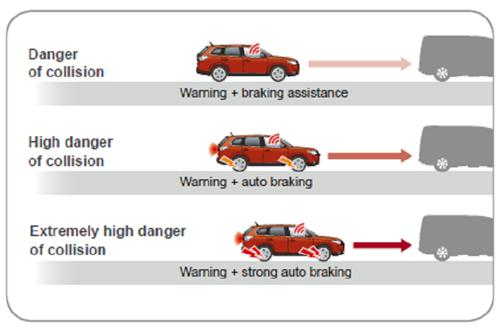 Danger
of collision
Warning + braking assistance
High danger
of collision
Warning + auto braking
Extremely high danger
of collision
Warning + strong auto braking